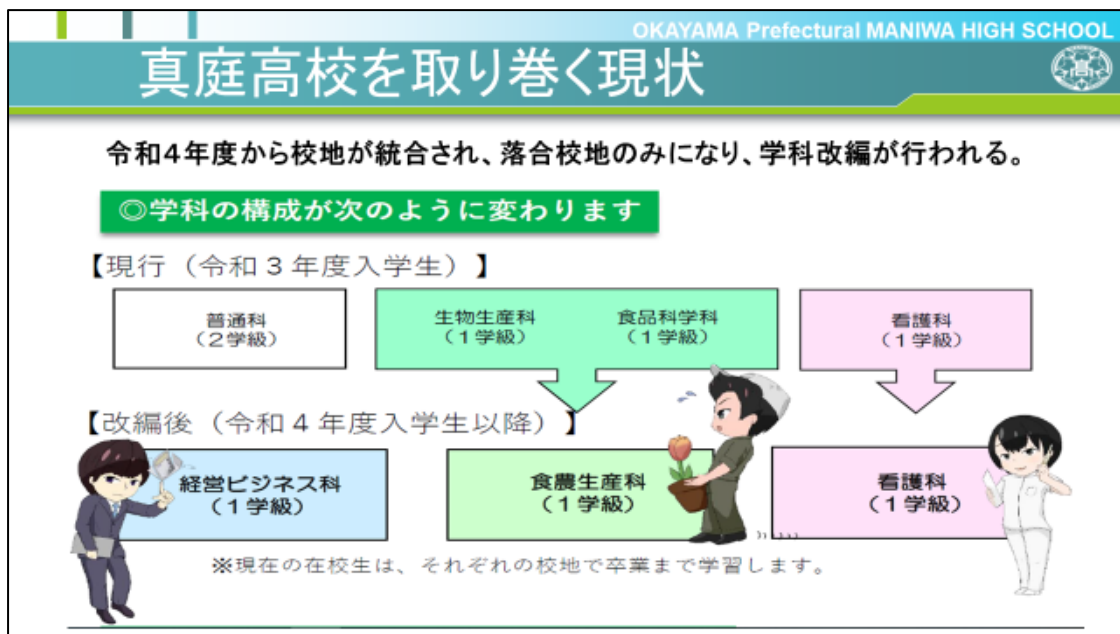 OKAYAMA Prefectural MANIWA HIGH SCHOOL
真庭高校を取り巻く現状
令和４年度から校地が統合され、落合校地のみになり、学科改編が行われる。
◎学科の構成が次のように変わります
【現行（令和３年度入学生）】
普通科
（２学級）
生物生産科
（１学級）
食品科学科
（１学級）
看護科
（１学級）
【改編後（令和４年度入学生以降）】
経営ビジネス科
（１学級）
食農生産科
（１学級）
看護科
（１学級）
※現在の在校生は、それぞれの校地で卒業まで学習します。